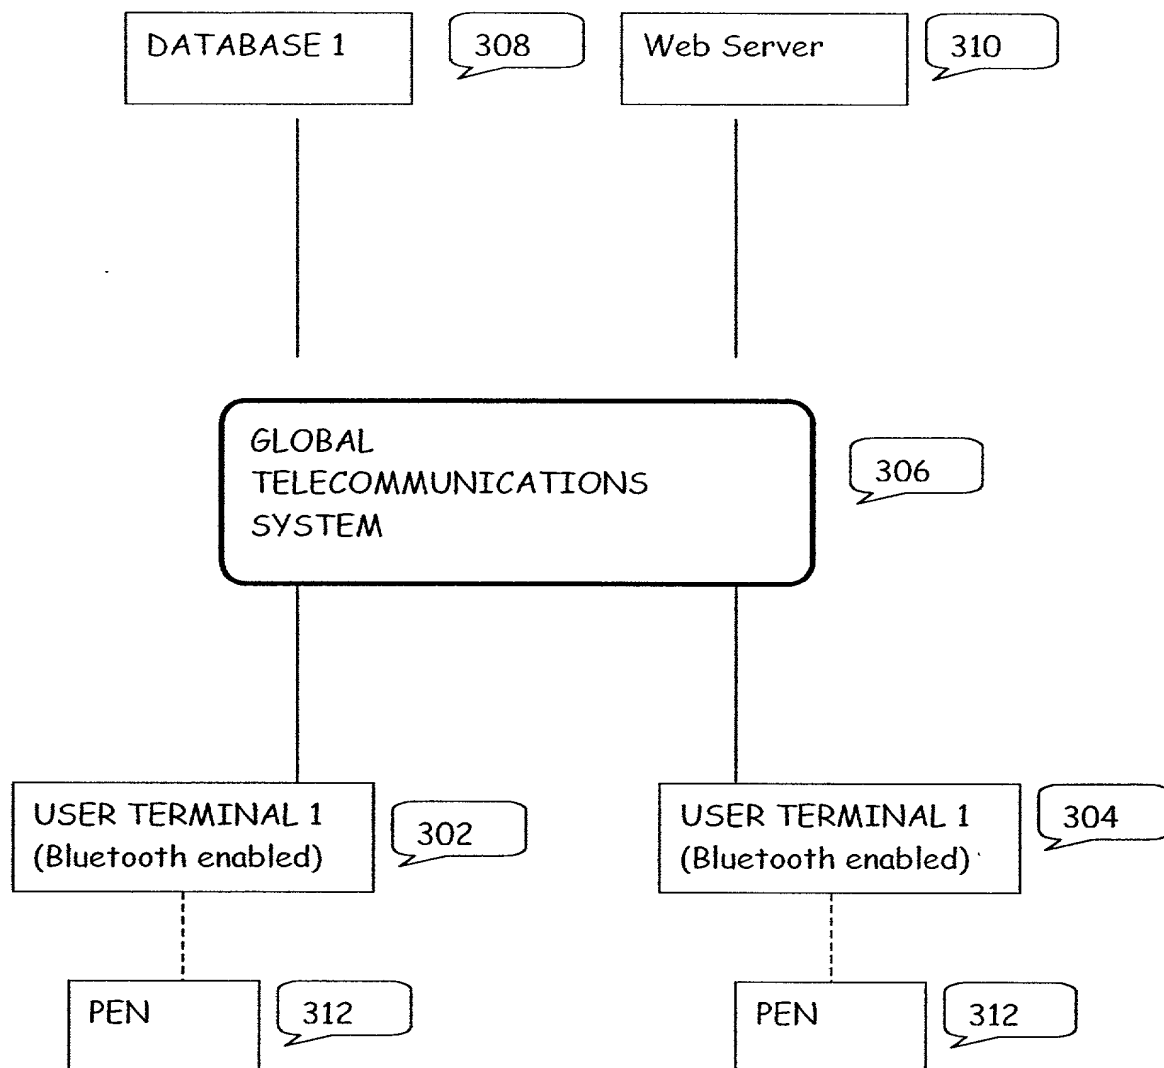 DATABASE 1
308
Web Server
310
GLOBAL
TELECOMMUNICATIONS
SYSTEM
306
USER TERMINAL 1
(Bluetooth enabled)
302
USER TERMINAL 1
(Bluetooth enabled)
304
PEN
312
PEN
312